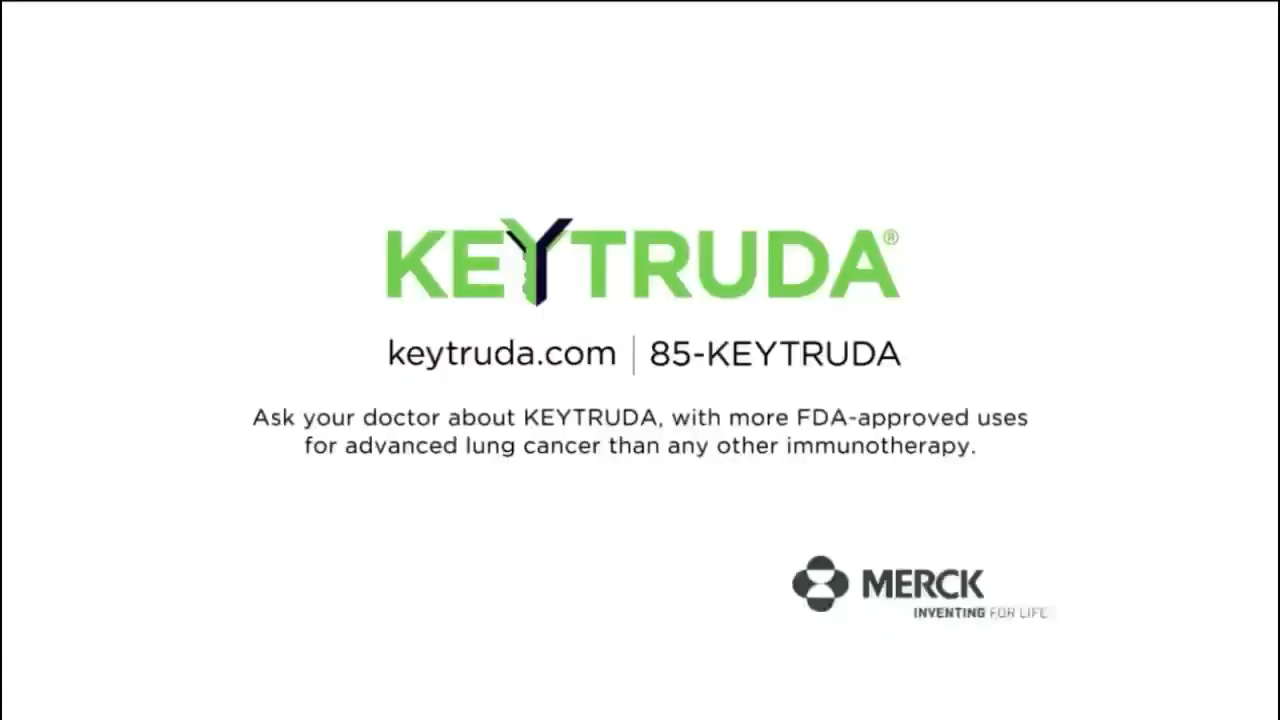 KEYTRUDA®
keytruda.com | 85-KEYTRUDA
Ask your doctor about KEYTRUDA, with more FDA-approved uses
for advanced lung cancer than any other immunotherapy.
MERCK
INVENTING FOR LIFE